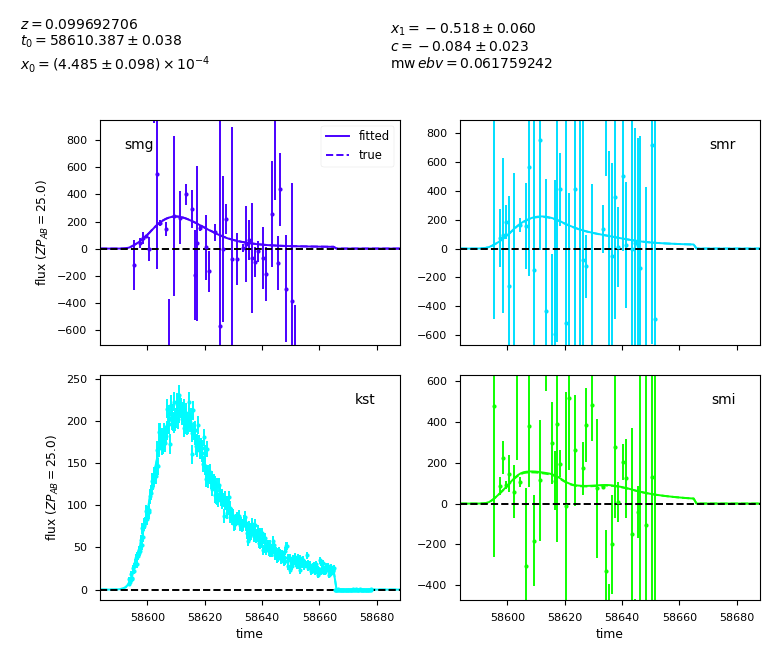 z = 0.099692706
t₀ = 58610.387 ± 0.038
x₀ = (4.485 ± 0.098) × 10⁻⁴
x₁ = −0.518 ± 0.060
c = −0.084 ± 0.023
mw ebv = 0.061759242
smg
fitted
true
800
600
400
200
0
−200
−400
−600
flux (ZP_AB = 25.0)
smr
800
600
400
200
0
−200
−400
−600
kst
250
200
150
100
50
0
flux (ZP_AB = 25.0)
58600 58620 58640 58660 58680
time
smi
600
400
200
0
−200
−400
58600 58620 58640 58660 58680
time